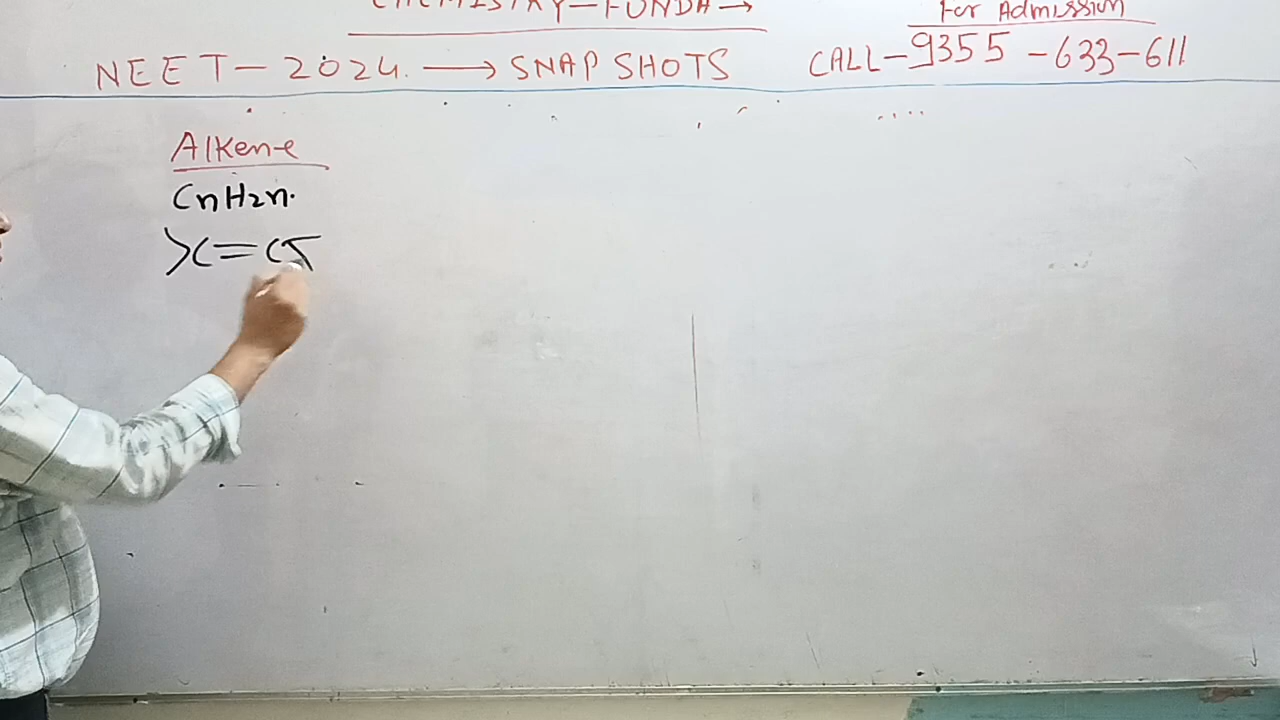 CHEMISTRY-FUNDA→
For Admission
NEET-2024. → SNAP SHOTS
CALL-9355-633-611
Alkene
CnH2n.
>C=C<